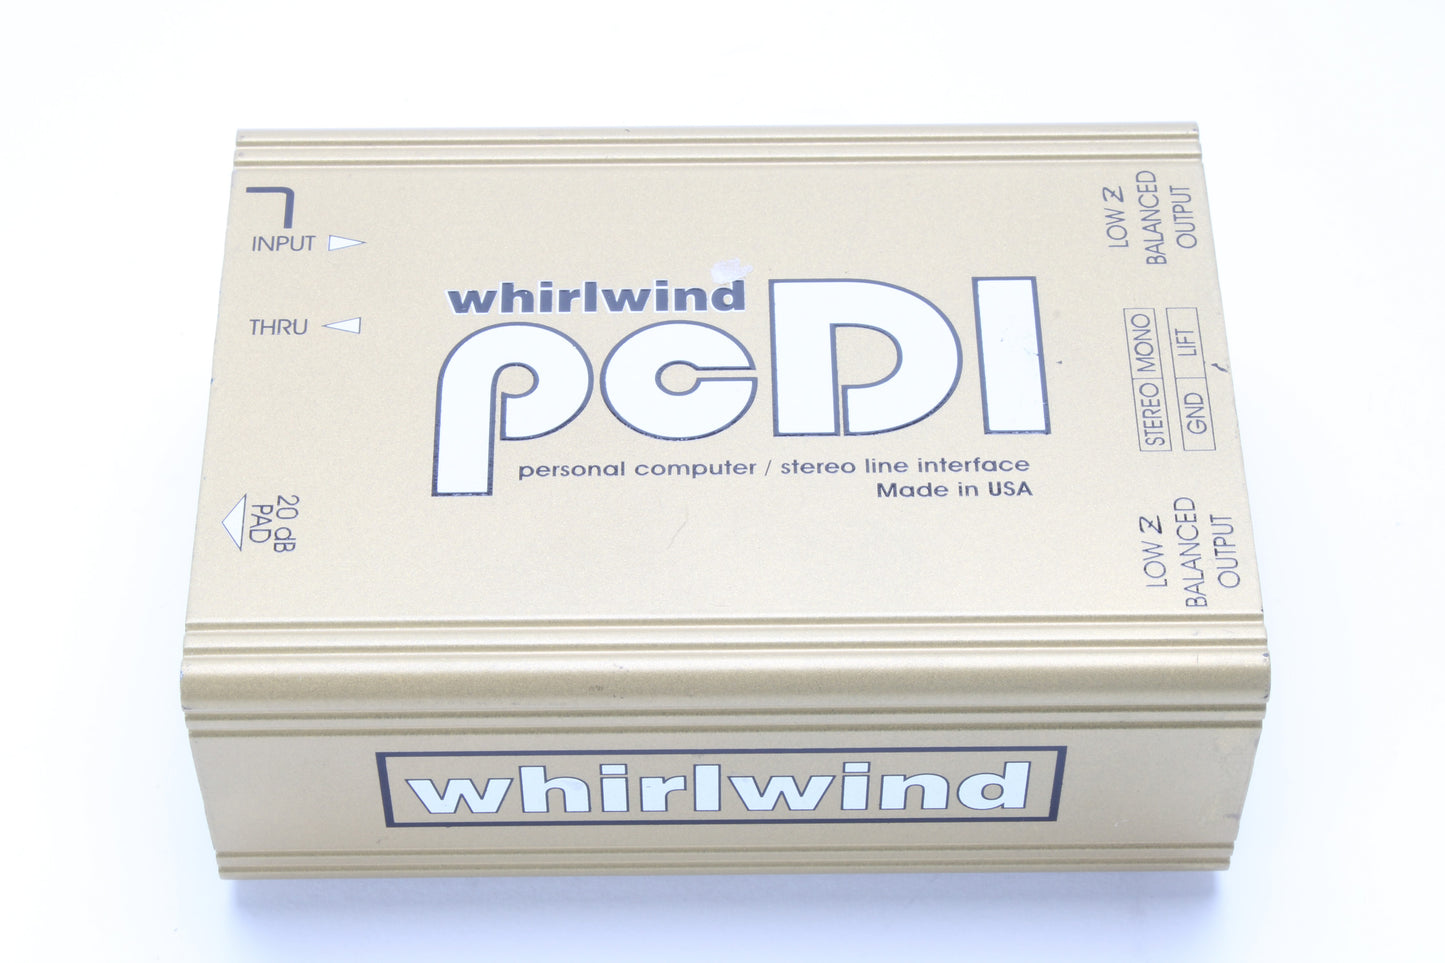 INPUT
THRU
20 dB
PAD
whirlwind
pcDI
personal computer / stereo line interface
Made in USA
LOW Z
BALANCED
OUTPUT
STEREO MONO
GND LIFT
LOW Z
BALANCED
OUTPUT
whirlwind